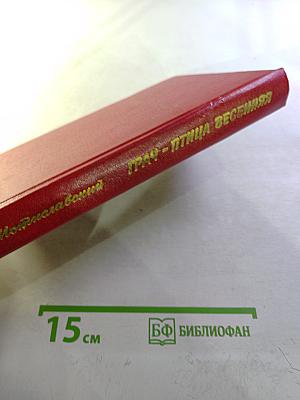 Мстиславский ГРАЧ - ПТИЦА ВЕСЕННЯЯ
15 см
БФ БИБЛИОФАН